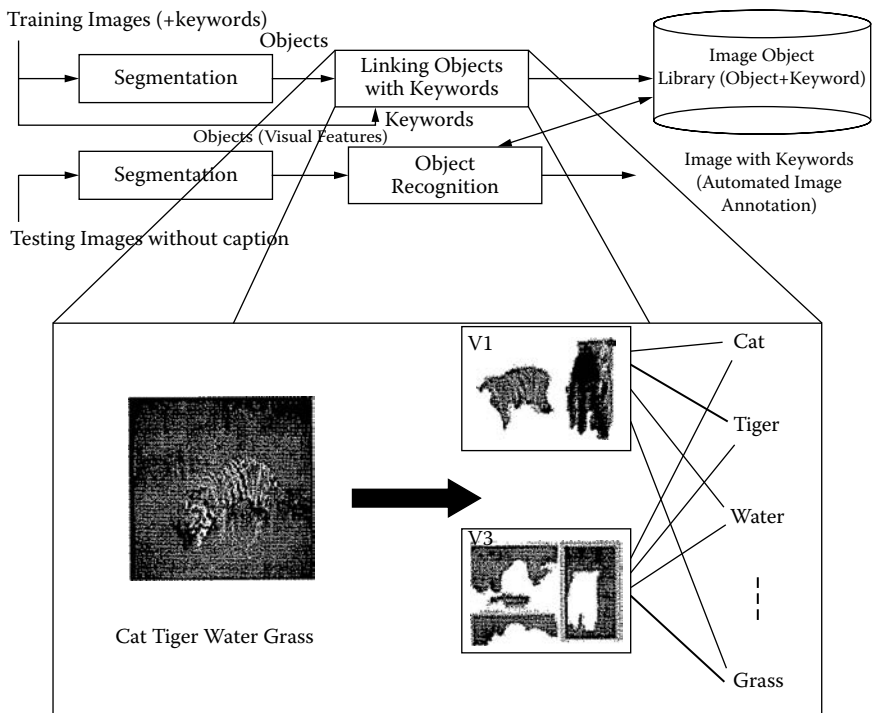 Training Images (+keywords)
Objects
Segmentation
Linking Objects
with Keywords
Image Object
Library (Object+Keyword)
Keywords
Objects (Visual Features)
Segmentation
Object
Recognition
Image with Keywords
(Automated Image
Annotation)
Testing Images without caption
V1
Cat
Tiger
Water
V3
Cat Tiger Water Grass
Grass